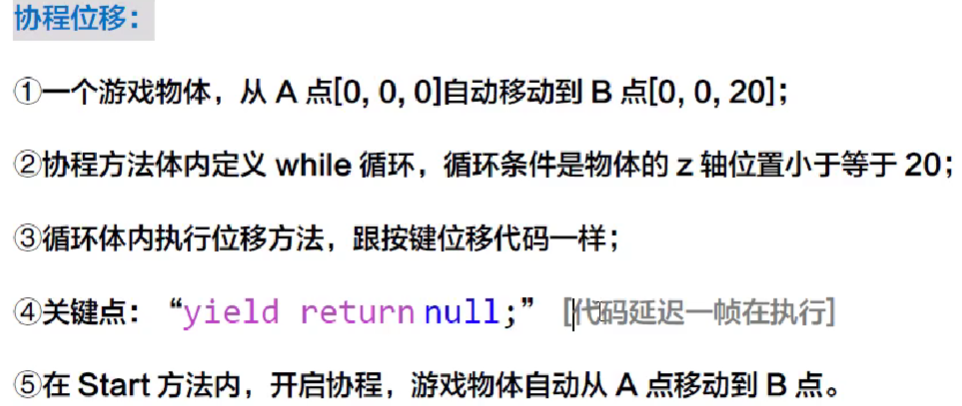 协程位移：
①一个游戏物体，从 A 点[0, 0, 0]自动移动到 B 点[0, 0, 20]；
②协程方法体内定义 while 循环，循环条件是物体的 z 轴位置小于等于 20；
③循环体内执行位移方法，跟按键位移代码一样；
④关键点：“yield return null;” [代码延迟一帧在执行]
⑤在 Start 方法内，开启协程，游戏物体自动从 A 点移动到 B 点。